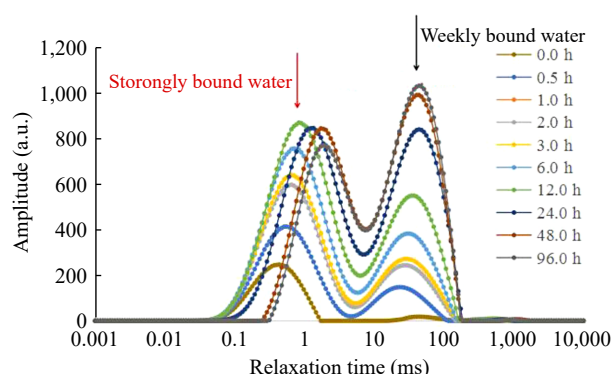 Weekly bound water
Storongly bound water
1,200
1,000
800
600
400
200
0
Amplitude (a.u.)
0.001
0.01
0.1
1
10
100
1,000
10,000
Relaxation time (ms)
0.0 h
0.5 h
1.0 h
2.0 h
3.0 h
6.0 h
12.0 h
24.0 h
48.0 h
96.0 h